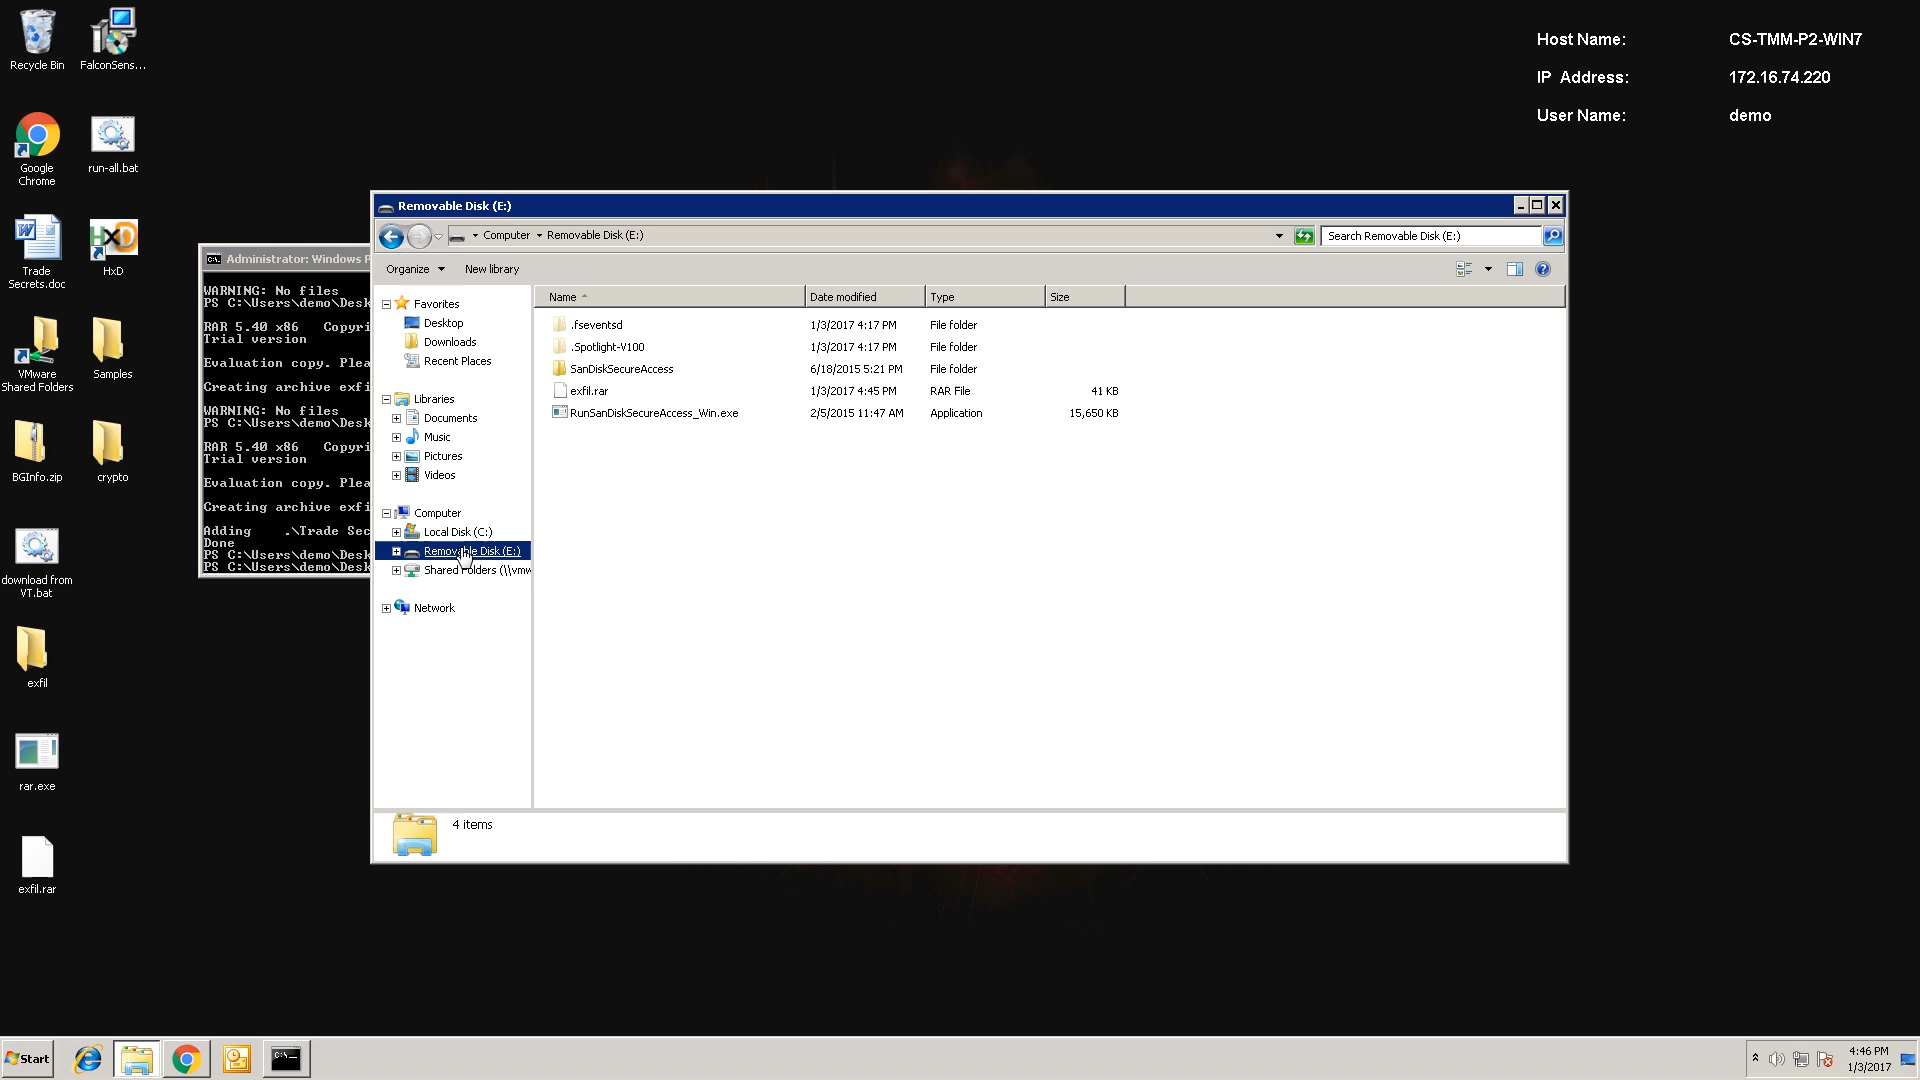 Recycle Bin
FalconSens...
Google
Chrome
run-all.bat
Trade
Secrets.doc
HxD
HxD
VMware
Shared Folders
Samples
BGInfo.zip
crypto
download from
VT.bat
exfil
rar.exe
exfil.rar
Host Name: CS-TMM-P2-WIN7
IP Address: 172.16.74.220
User Name: demo
C:\. Administrator: Windows P
WARNING: No files
PS C:\Users\demo\Desk
RAR 5.40 x86 Copyri
Trial version
Evaluation copy. Plea
Creating archive exfi
WARNING: No files
PS C:\Users\demo\Desk
RAR 5.40 x86 Copyri
Trial version
Evaluation copy. Plea
Creating archive exfi
Adding .\Trade Sec
Done
PS C:\Users\demo\Desk
PS C:\Users\demo\Desk
Removable Disk (E:)
Computer Removable Disk (E:)
Search Removable Disk (E:)
Organize New library
Favorites
Desktop
Downloads
Recent Places
Libraries
Documents
Music
Pictures
Videos
Computer
Local Disk (C:)
Removable Disk (E:)
Shared Folders (\\vmw
Network
Name Date modified Type Size
.fseventsd 1/3/2017 4:17 PM File folder
.Spotlight-V100 1/3/2017 4:17 PM File folder
SanDiskSecureAccess 6/18/2015 5:21 PM File folder
exfil.rar 1/3/2017 4:45 PM RAR File 41 KB
RunSanDiskSecureAccess_Win.exe 2/5/2015 11:47 AM Application 15,650 KB
4 items
Start
C:\_
4:46 PM
1/3/2017